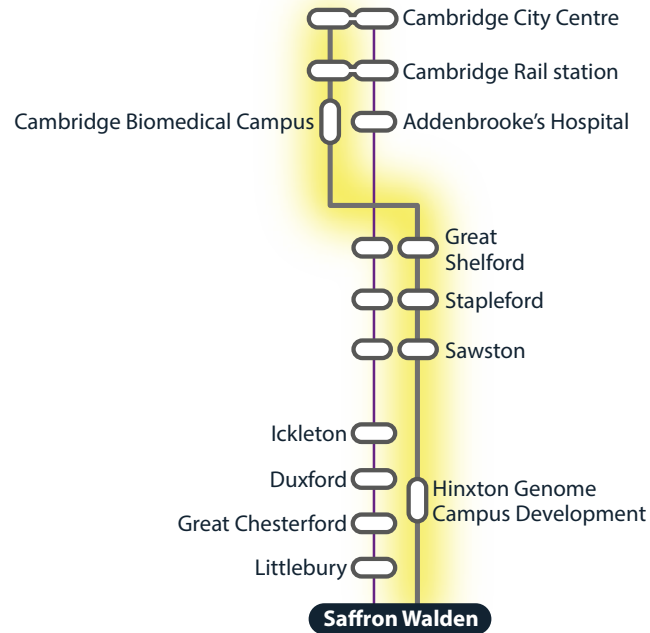 Cambridge City Centre
Cambridge Rail station
Cambridge Biomedical Campus
Addenbrooke’s Hospital
Great
Shelford
Stapleford
Sawston
Ickleton
Duxford
Hinxton Genome
Campus Development
Great Chesterford
Littlebury
Saffron Walden